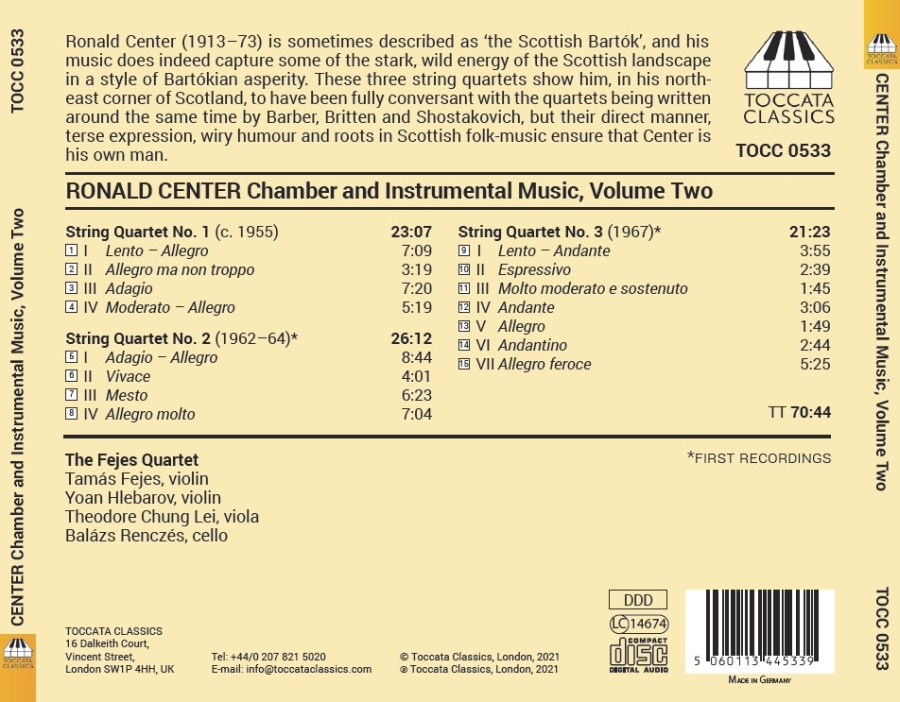 TOCC 0533
CENTER Chamber and Instrumental Music, Volume Two
TOCCATA
CLASSICS
Ronald Center (1913–73) is sometimes described as ‘the Scottish Bartók’, and his
music does indeed capture some of the stark, wild energy of the Scottish landscape
in a style of Bartókian asperity. These three string quartets show him, in his north-
east corner of Scotland, to have been fully conversant with the quartets being written
around the same time by Barber, Britten and Shostakovich, but their direct manner,
terse expression, wiry humour and roots in Scottish folk-music ensure that Center is
his own man.
TOCCATA
CLASSICS
TOCC 0533
RONALD CENTER Chamber and Instrumental Music, Volume Two
String Quartet No. 1 (c. 1955) 23:07
1 I Lento – Allegro 7:09
2 II Allegro ma non troppo 3:19
3 III Adagio 7:20
4 IV Moderato – Allegro 5:19
String Quartet No. 2 (1962–64)* 26:12
5 I Adagio – Allegro 8:44
6 II Vivace 4:01
7 III Mesto 6:23
8 IV Allegro molto 7:04
String Quartet No. 3 (1967)* 21:23
9 I Lento – Andante 3:55
10 II Espressivo 2:39
11 III Molto moderato e sostenuto 1:45
12 IV Andante 3:06
13 V Allegro 1:49
14 VI Andantino 2:44
15 VII Allegro feroce 5:25
TT 70:44
The Fejes Quartet
Tamás Fejes, violin
Yoan Hlebarov, violin
Theodore Chung Lei, viola
Balázs Renczés, cello
*FIRST RECORDINGS
TOCCATA CLASSICS
16 Dalkeith Court,
Vincent Street,
London SW1P 4HH, UK
Tel: +44/0 207 821 5020
E-mail: info@toccataclassics.com
© Toccata Classics, London, 2021
℗ Toccata Classics, London, 2021
DDD
LC 14674
COMPACT
disc
DIGITAL AUDIO
5 060113 445339
MADE IN GERMANY
TOCCATA
CLASSICS
CENTER Chamber and Instrumental Music, Volume Two
TOCC 0533